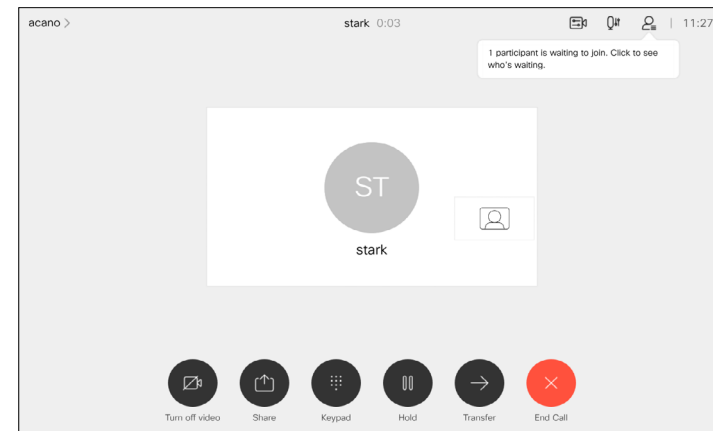 acano >
stark 0:03
| 11:27
1 participant is waiting to join. Click to see
who's waiting.
ST
stark
Turn off video
Share
Keypad
Hold
Transfer
End Call